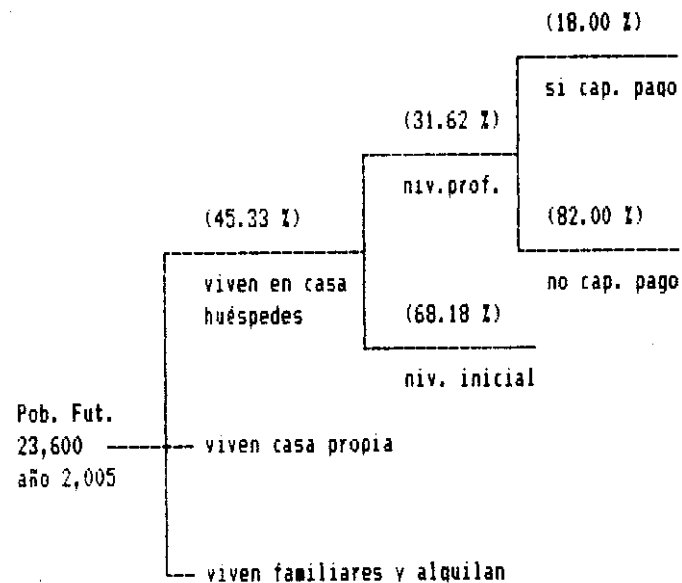 (18.00 %)
si cap. pago
(31.62 %)
niv.prof.
(45.33 %)
(82.00 %)
viven en casa
huéspedes
no cap. pago
(68.18 %)
niv. inicial
Pob. Fut.
23,600
año 2,005
viven casa propia
viven familiares y alquilan